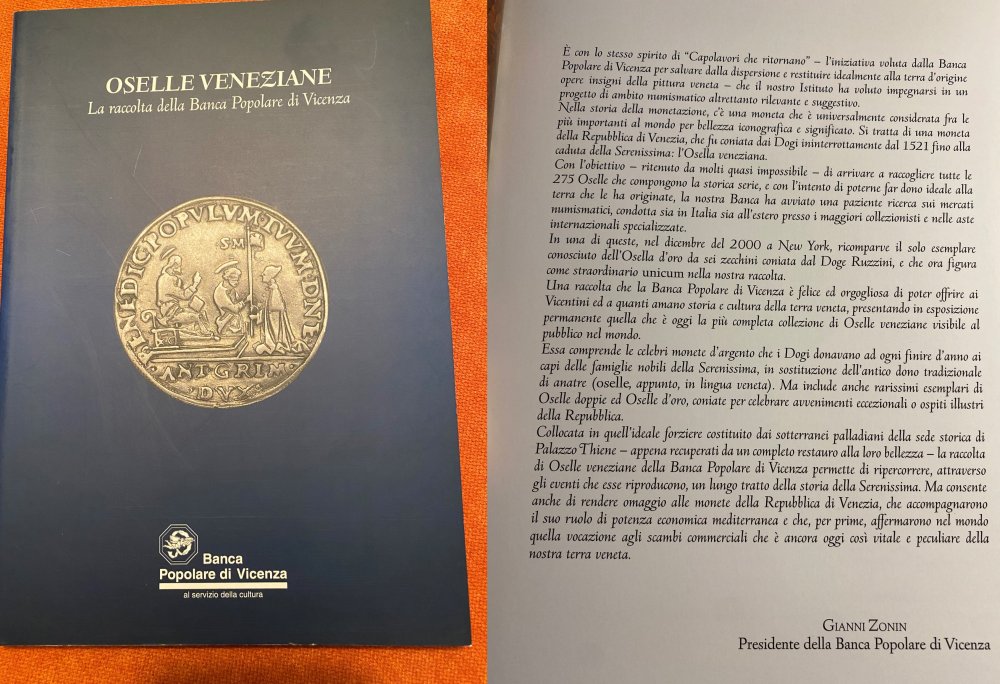 OSELLE VENEZIANE
La raccolta della Banca Popolare di Vicenza
BENEDIC·POPVLVM·TVVM·DNE
S·M
·ANT·GRIM·
·DVX·
Banca
Popolare di Vicenza
al servizio della cultura
È con lo stesso spirito di “Capolavori che ritornano” – l'iniziativa voluta dalla Banca
Popolare di Vicenza per salvare dalla dispersione e restituire idealmente alla terra d'origine
opere insigni della pittura veneta – che il nostro Istituto ha voluto impegnarsi in un
progetto di ambito numismatico altrettanto rilevante e suggestivo.
Nella storia della monetazione, c'è una moneta che è universalmente considerata fra le
più importanti al mondo per bellezza iconografica e significato. Si tratta di una moneta
della Repubblica di Venezia, che fu coniata dai Dogi ininterrottamente dal 1521 fino alla
caduta della Serenissima: l'Osella veneziana.
Con l'obiettivo – ritenuto da molti quasi impossibile – di arrivare a raccogliere tutte le
275 Oselle che compongono la storica serie, e con l'intento di poterne far dono ideale alla
terra che le ha originate, la nostra Banca ha avviato una paziente ricerca sui mercati
numismatici, condotta sia in Italia sia all'estero presso i maggiori collezionisti e nelle aste
internazionali specializzate.
In una di queste, nel dicembre del 2000 a New York, ricomparve il solo esemplare
conosciuto dell'Osella d'oro da sei zecchini coniata dal Doge Ruzzini, e che ora figura
come straordinario unicum nella nostra raccolta.
Una raccolta che la Banca Popolare di Vicenza è felice ed orgogliosa di poter offrire ai
Vicentini ed a quanti amano storia e cultura della terra veneta, presentando in esposizione
permanente quella che è oggi la più completa collezione di Oselle veneziane visibile al
pubblico nel mondo.
Essa comprende le celebri monete d'argento che i Dogi donavano ad ogni finire d'anno ai
capi delle famiglie nobili della Serenissima, in sostituzione dell'antico dono tradizionale
di anatre (oselle, appunto, in lingua veneta). Ma include anche rarissimi esemplari di
Oselle doppie ed Oselle d'oro, coniate per celebrare avvenimenti eccezionali o ospiti illustri
della Repubblica.
Collocata in quell'ideale forziere costituito dai sotterranei palladiani della sede storica di
Palazzo Thiene – appena recuperati da un completo restauro alla loro bellezza – la raccolta
di Oselle veneziane della Banca Popolare di Vicenza permette di ripercorrere, attraverso
gli eventi che esse riproducono, un lungo tratto della storia della Serenissima. Ma consente
anche di rendere omaggio alle monete della Repubblica di Venezia, che accompagnarono
il suo ruolo di potenza economica mediterranea e che, per prime, affermarono nel mondo
quella vocazione agli scambi commerciali che è ancora oggi così vitale e peculiare della
nostra terra veneta.
GIANNI ZONIN
Presidente della Banca Popolare di Vicenza